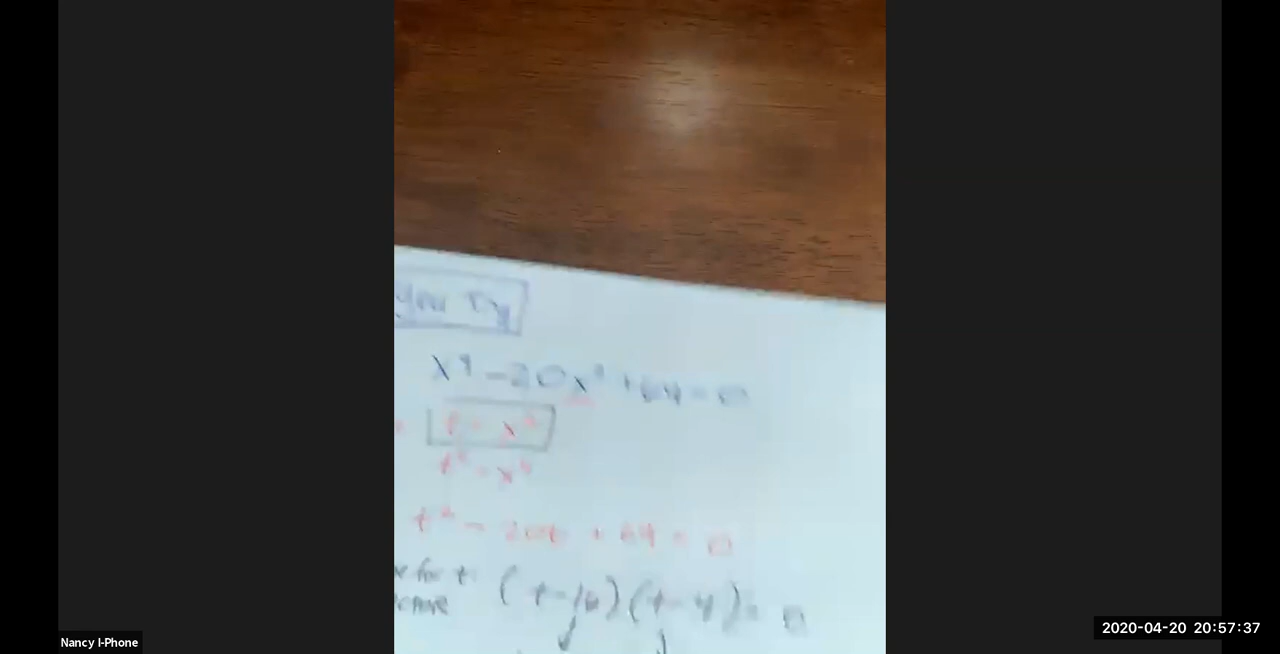 you Try
x⁴ - 20x² + 64 = 0
t = x²
t² = x⁴
t² - 20t + 64 = 0
for t: (t-16)(t-4) = 0
Nancy I-Phone
2020-04-20 20:57:37